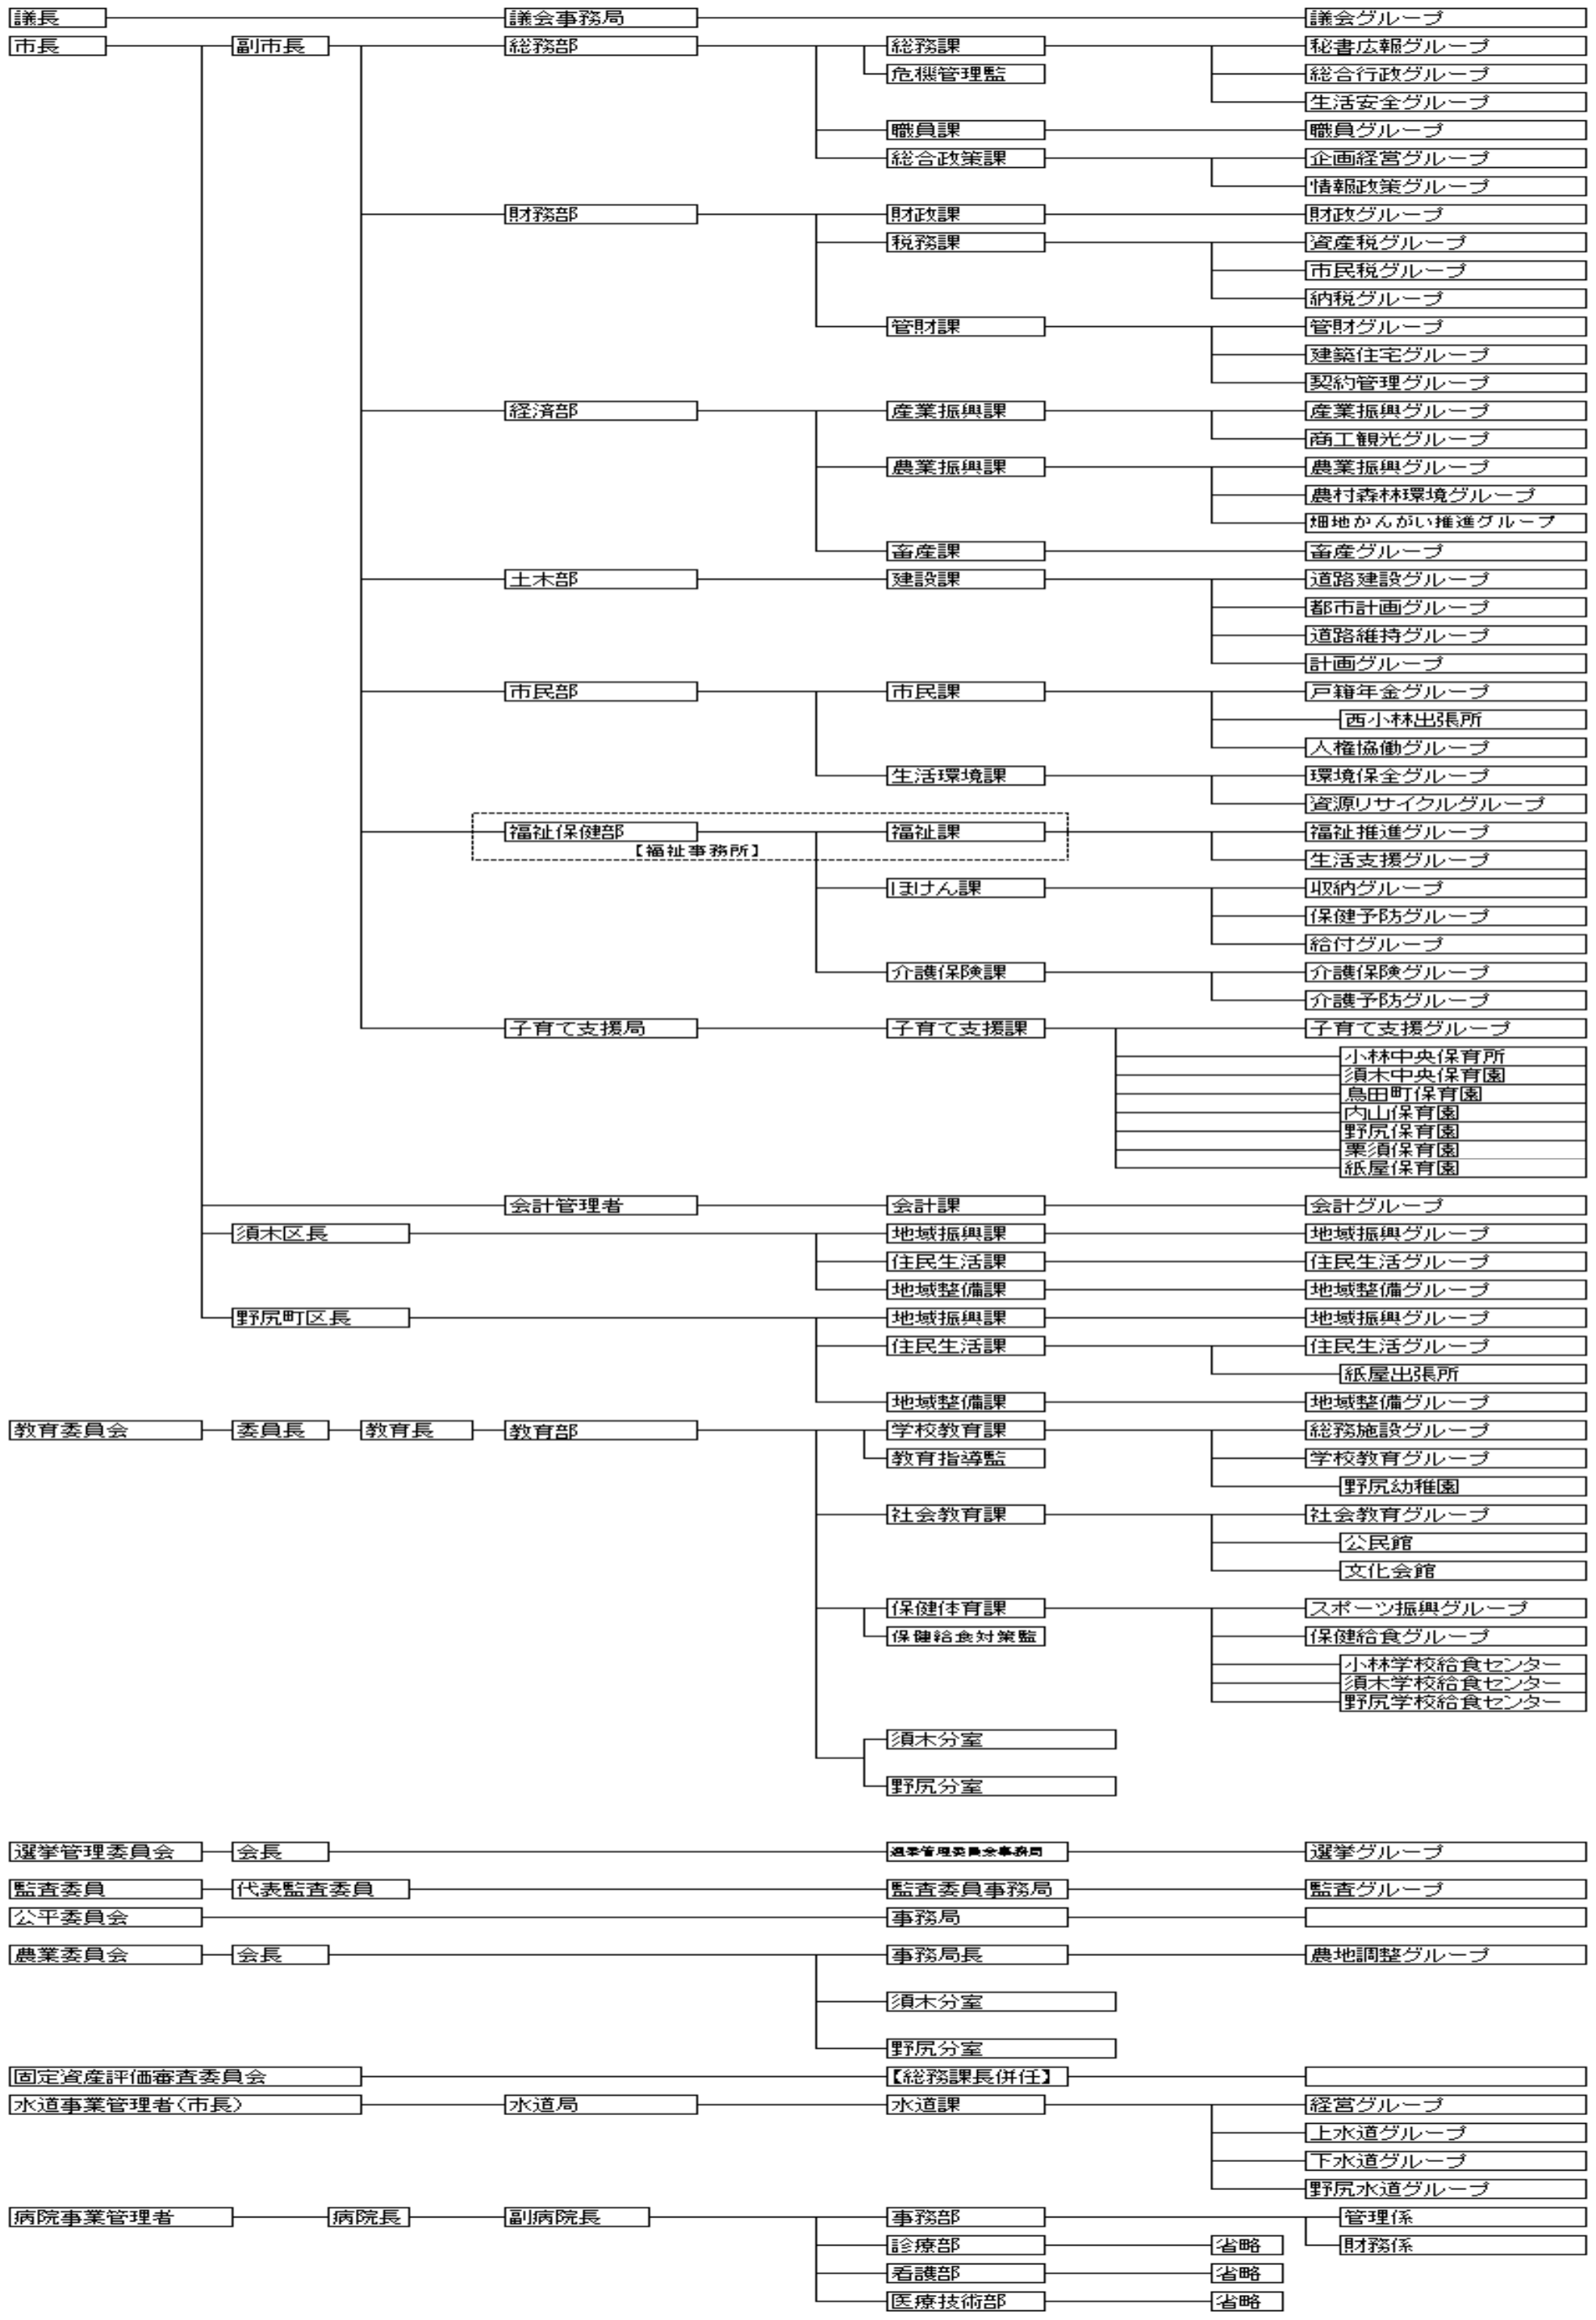 議長 議会事務局 議会グループ
市長 副市長 総務部 総務課 秘書広報グループ
危機管理監 総合行政グループ
生活安全グループ
職員課 職員グループ
総合政策課 企画経営グループ
情報政策グループ
財務部 財政課 財政グループ
税務課 資産税グループ
市民税グループ
納税グループ
管財課 管財グループ
建築住宅グループ
契約管理グループ
経済部 産業振興課 産業振興グループ
商工観光グループ
農業振興課 農業振興グループ
農村森林環境グループ
畑地かんがい推進グループ
畜産課 畜産グループ
土木部 建設課 道路建設グループ
都市計画グループ
道路維持グループ
計画グループ
市民部 市民課 戸籍年金グループ
西小林出張所
人権協働グループ
生活環境課 環境保全グループ
資源リサイクルグループ
福祉保健部 福祉課 福祉推進グループ
【福祉事務所】
生活支援グループ
ほけん課 収納グループ
保健予防グループ
給付グループ
介護保険課 介護保険グループ
介護予防グループ
子育て支援局 子育て支援課 子育て支援グループ
小林中央保育所
須木中央保育園
鳥田町保育園
内山保育園
野尻保育園
栗須保育園
紙屋保育園
会計管理者 会計課 会計グループ
須木区長 地域振興課 地域振興グループ
住民生活課 住民生活グループ
地域整備課 地域整備グループ
野尻町区長 地域振興課 地域振興グループ
住民生活課 住民生活グループ
紙屋出張所
地域整備課 地域整備グループ
教育委員会 委員長 教育長 教育部 学校教育課 総務施設グループ
教育指導監 学校教育グループ
野尻幼稚園
社会教育課 社会教育グループ
公民館
文化会館
保健体育課 スポーツ振興グループ
保健給食対策監 保健給食グループ
小林学校給食センター
須木学校給食センター
野尻学校給食センター
須木分室
野尻分室
選挙管理委員会 会長 選挙管理委員会事務局 選挙グループ
監査委員 代表監査委員 監査委員事務局 監査グループ
公平委員会 事務局
農業委員会 会長 事務局長 農地調整グループ
須木分室
野尻分室
固定資産評価審査委員会 【総務課長併任】
水道事業管理者(市長) 水道局 水道課 経営グループ
上水道グループ
下水道グループ
野尻水道グループ
病院事業管理者 病院長 副病院長 事務部 管理係
診療部 省略 財務係
看護部 省略
医療技術部 省略